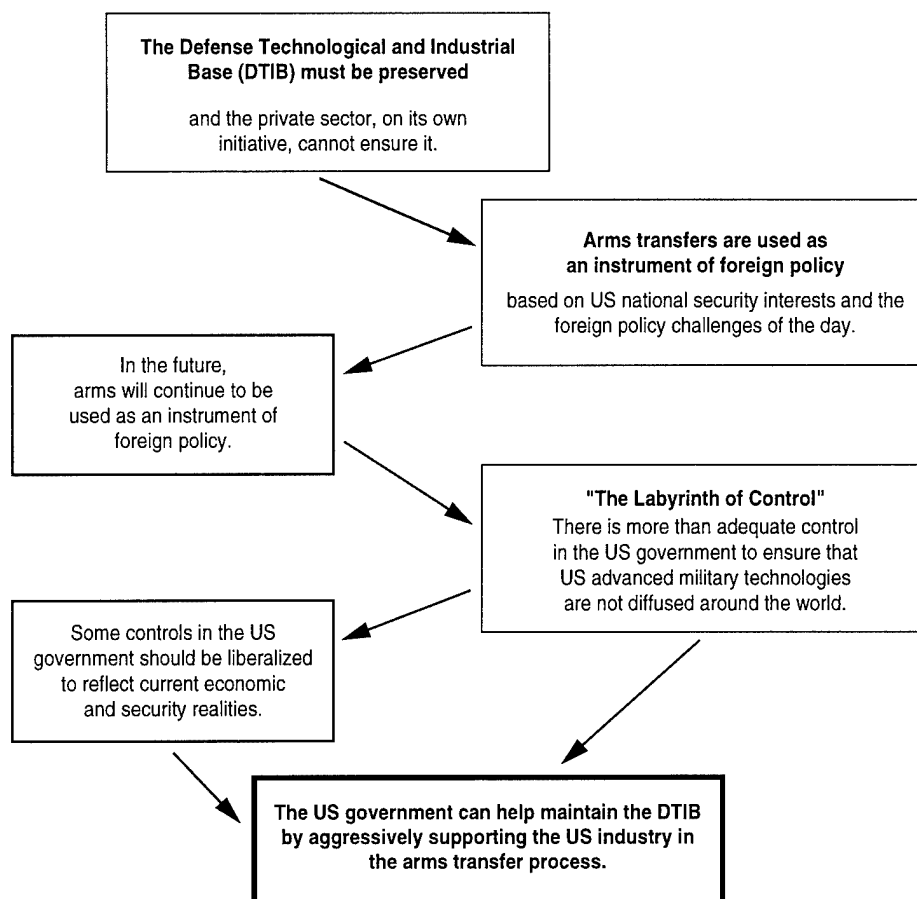 The Defense Technological and Industrial
Base (DTIB) must be preserved
and the private sector, on its own
initiative, cannot ensure it.
Arms transfers are used as
an instrument of foreign policy
based on US national security interests and the
foreign policy challenges of the day.
In the future,
arms will continue to be
used as an instrument of
foreign policy.
"The Labyrinth of Control"
There is more than adequate control
in the US government to ensure that
US advanced military technologies
are not diffused around the world.
Some controls in the US
government should be liberalized
to reflect current economic
and security realities.
The US government can help maintain the DTIB
by aggressively supporting the US industry in
the arms transfer process.